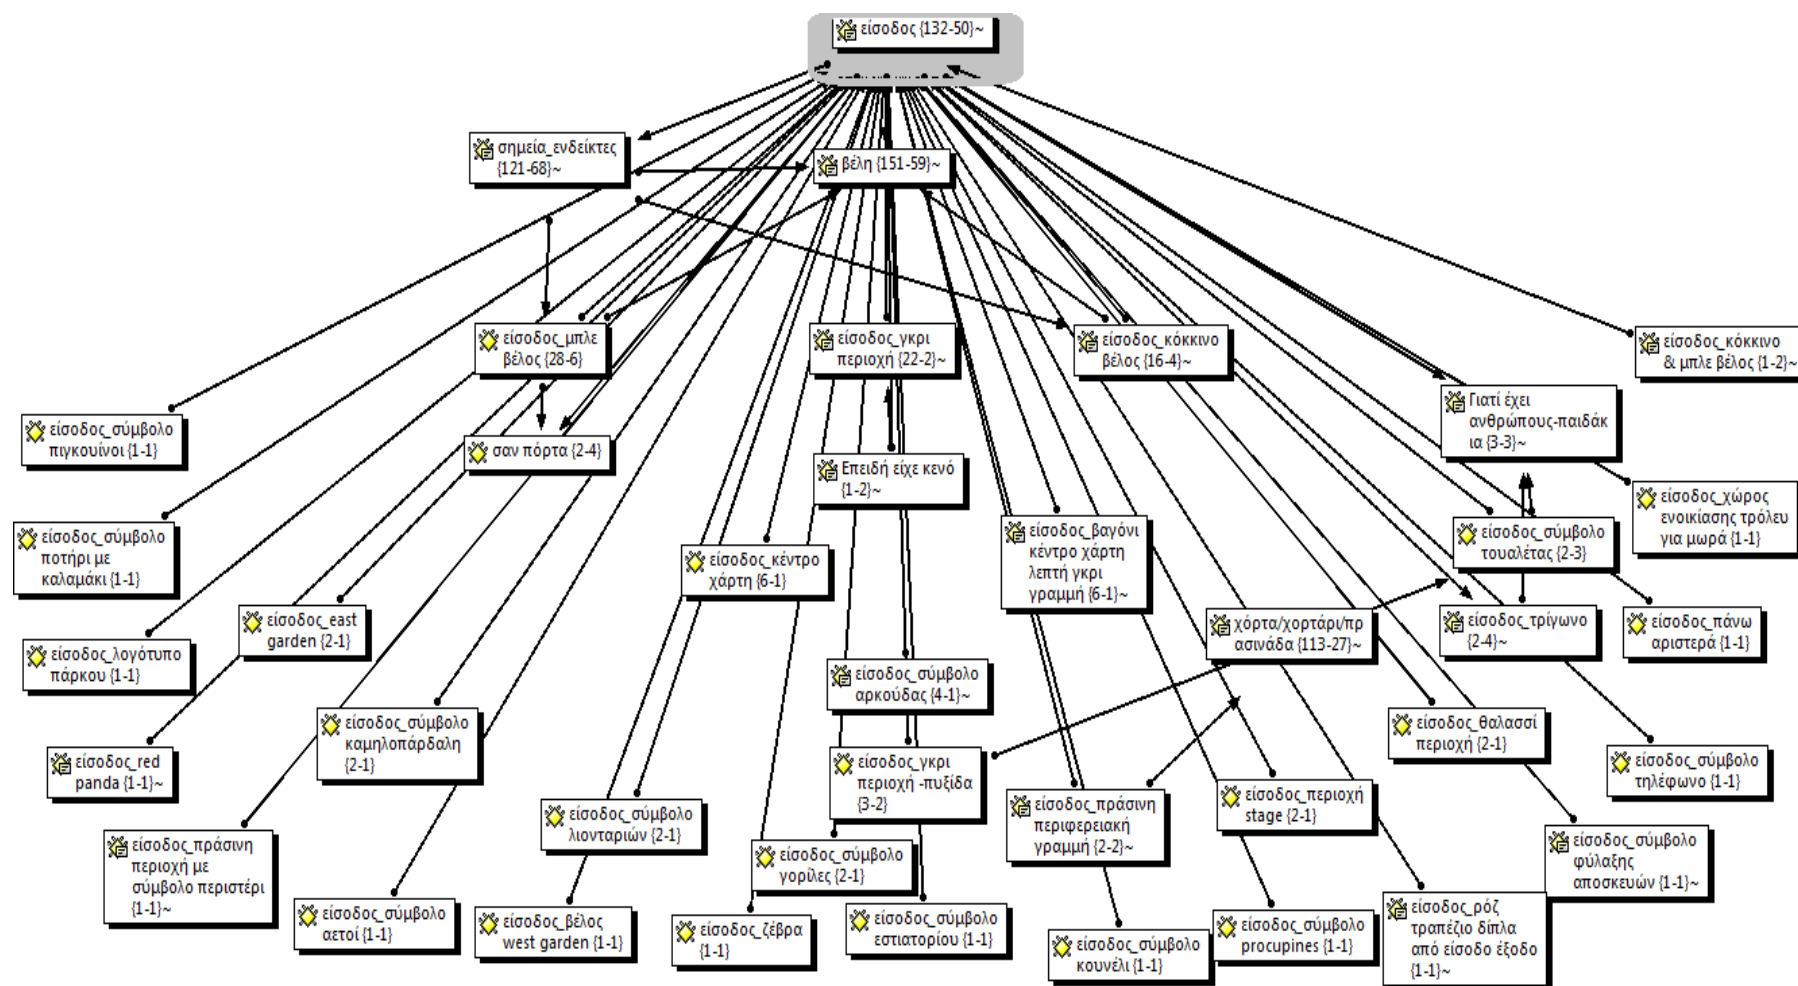 είσοδος {132-50}~
σημεία_ενδείκτες
{121-68}~
βέλη {151-59}~
είσοδος_μπλε
βέλος {28-6}
είσοδος_γκρι
περιοχή {22-2}~
είσοδος_κόκκινο
βέλος {16-4}~
είσοδος_κόκκινο
& μπλε βέλος {1-2}~
είσοδος_σύμβολο
πιγκουίνοι {1-1}
σαν πόρτα {2-4}
Επειδή είχε κενό
{1-2}~
Γιατί έχει
ανθρώπους-παιδάκ
ια {3-3}~
είσοδος_σύμβολο
ποτήρι με
καλαμάκι {1-1}
είσοδος_κέντρο
χάρτη {6-1}
είσοδος_βαγόνι
κέντρο χάρτη
λεπτή γκρι
γραμμή {6-1}~
είσοδος_σύμβολο
τουαλέτας {2-3}
είσοδος_χώρος
ενοικίασης τρόλευ
για μωρά {1-1}
είσοδος_λογότυπο
πάρκου {1-1}
είσοδος_east
garden {2-1}
χόρτα/χορτάρι/πρ
ασινάδα {113-27}~
είσοδος_τρίγωνο
{2-4}~
είσοδος_πάνω
αριστερά {1-1}
είσοδος_σύμβολο
αρκούδας {4-1}~
είσοδος_red
panda {1-1}~
είσοδος_σύμβολο
καμηλοπάρδαλη
{2-1}
είσοδος_γκρι
περιοχή -πυξίδα
{3-2}
είσοδος_θαλασσί
περιοχή {2-1}
είσοδος_σύμβολο
τηλέφωνο {1-1}
είσοδος_πράσινη
περιοχή με
σύμβολο περιστέρι
{1-1}~
είσοδος_σύμβολο
λιονταριών {2-1}
είσοδος_σύμβολο
γορίλες {2-1}
είσοδος_πράσινη
περιφερειακή
γραμμή {2-2}~
είσοδος_περιοχή
stage {2-1}
είσοδος_σύμβολο
φύλαξης
αποσκευών {1-1}~
είσοδος_σύμβολο
αετοί {1-1}
είσοδος_βέλος
west garden {1-1}
είσοδος_ζέβρα
{1-1}
είσοδος_σύμβολο
εστιατορίου {1-1}
είσοδος_σύμβολο
κουνέλι {1-1}
είσοδος_σύμβολο
procupines {1-1}
είσοδος_ρόζ
τραπέζιο δίπλα
από είσοδο έξοδο
{1-1}~